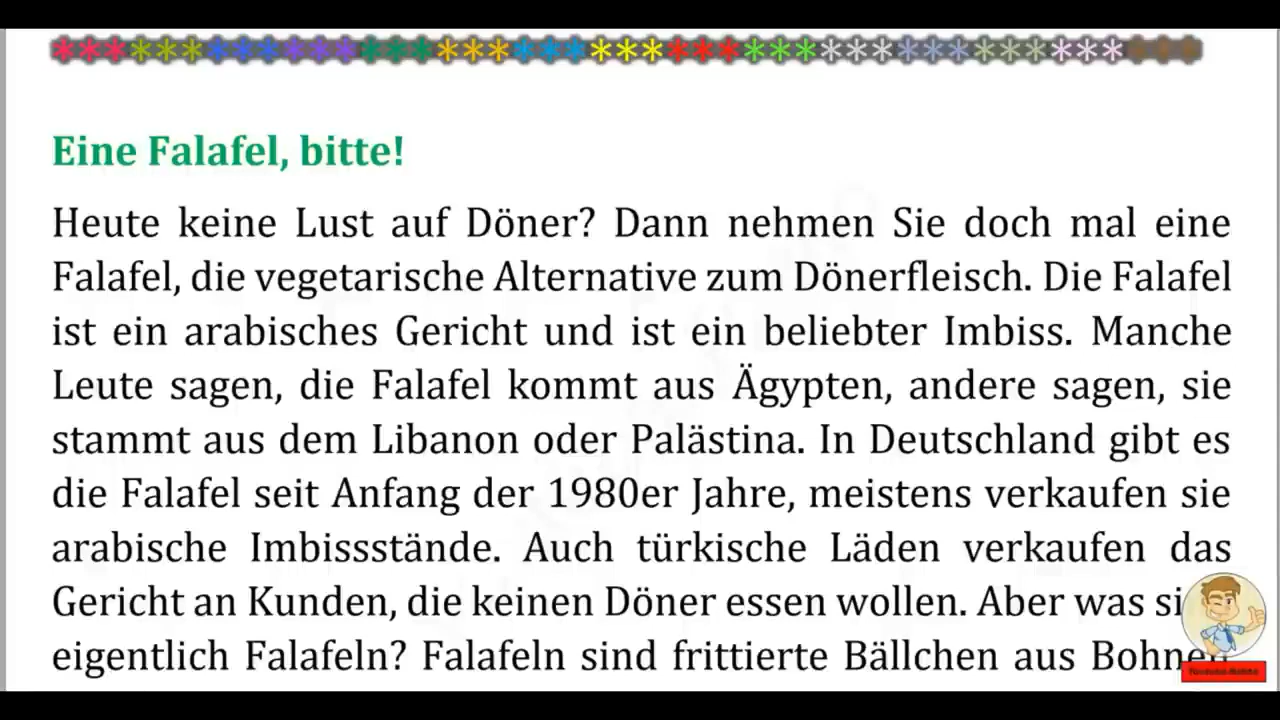 Eine Falafel, bitte!
Heute keine Lust auf Döner? Dann nehmen Sie doch mal eine
Falafel, die vegetarische Alternative zum Dönerfleisch. Die Falafel
ist ein arabisches Gericht und ist ein beliebter Imbiss. Manche
Leute sagen, die Falafel kommt aus Ägypten, andere sagen, sie
stammt aus dem Libanon oder Palästina. In Deutschland gibt es
die Falafel seit Anfang der 1980er Jahre, meistens verkaufen sie
arabische Imbissstände. Auch türkische Läden verkaufen das
Gericht an Kunden, die keinen Döner essen wollen. Aber was
eigentlich Falafeln? Falafeln sind frittierte Bällchen aus Bohnen